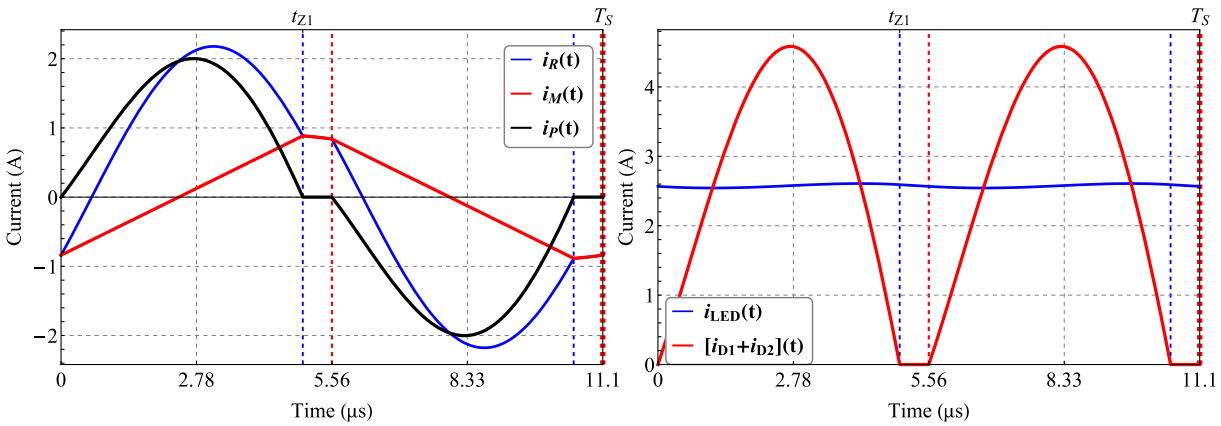 t_Z1
T_S
2
1
0
−1
−2
Current (A)
i_R(t)
i_M(t)
i_P(t)
0
2.78
5.56
8.33
11.1
Time (μs)
t_Z1
T_S
4
3
2
1
0
Current (A)
i_LED(t)
[i_D1+i_D2](t)
0
2.78
5.56
8.33
11.1
Time (μs)